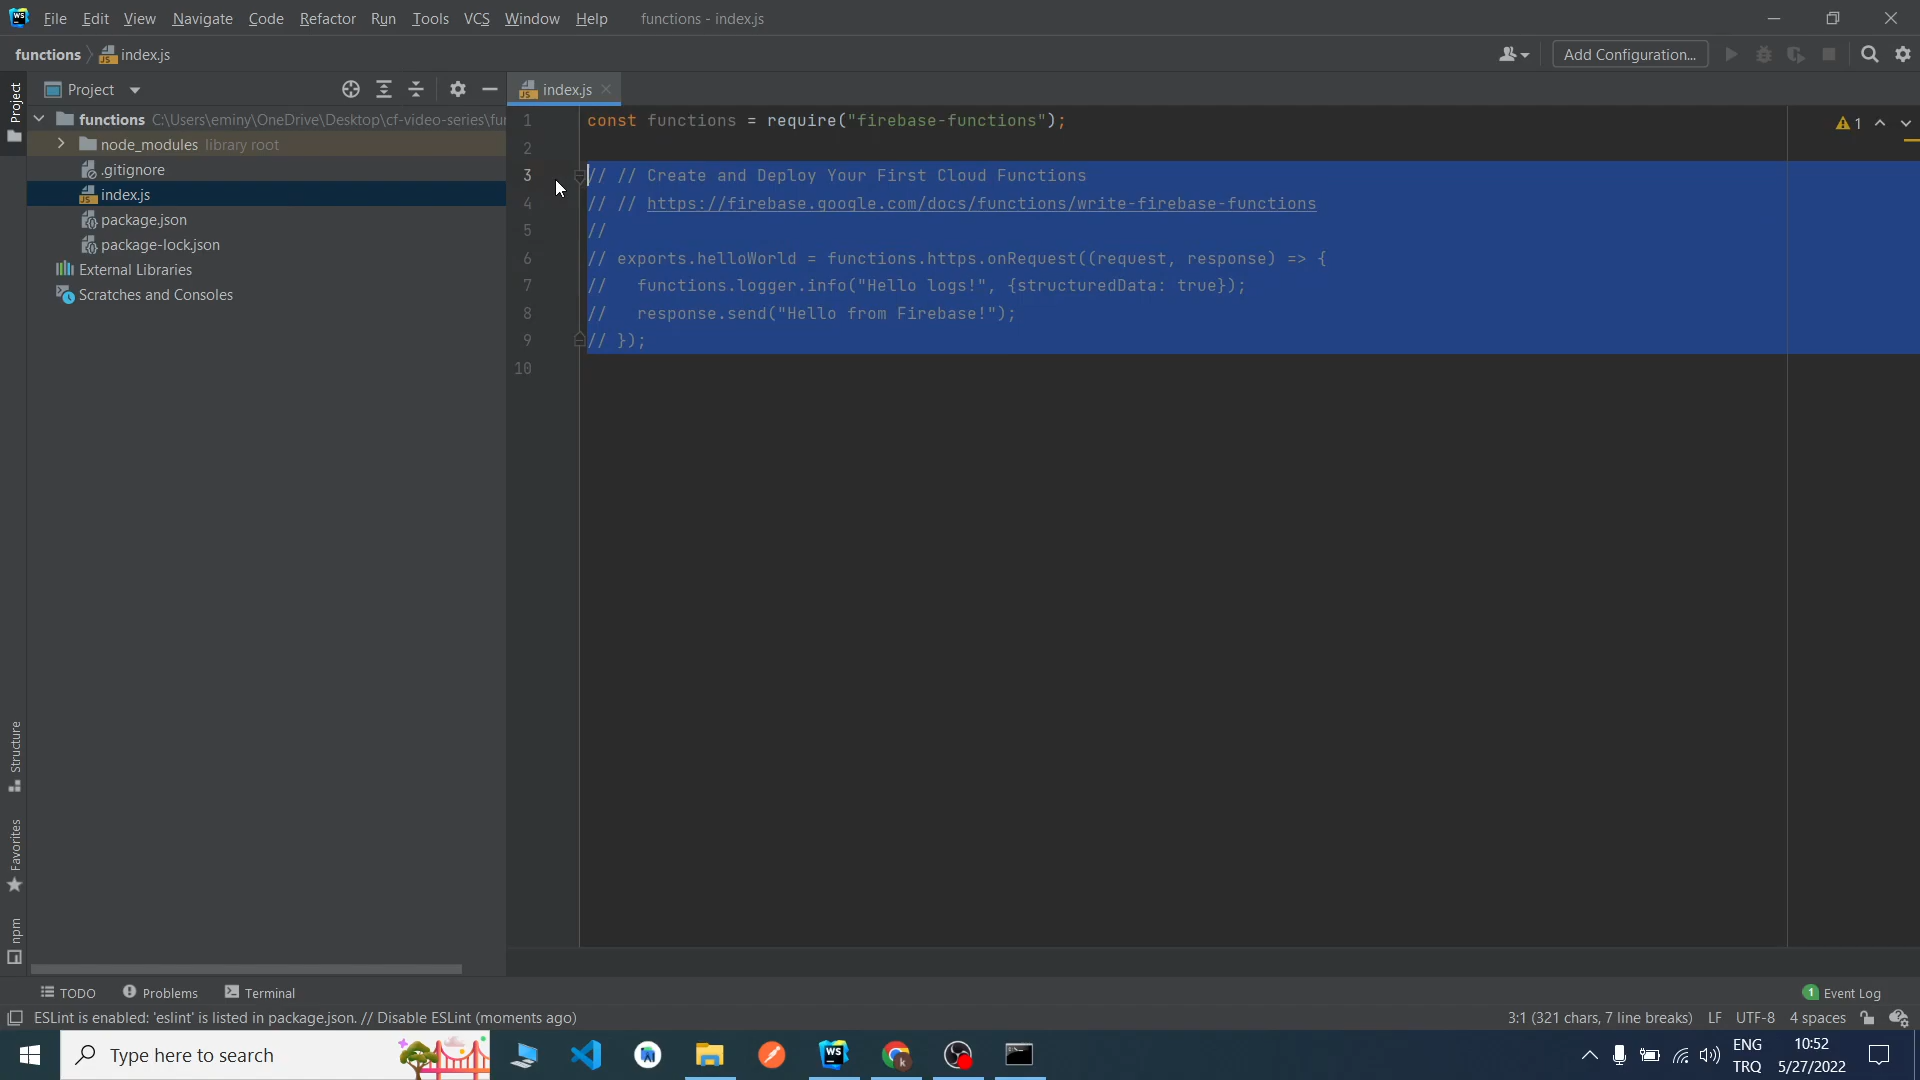 File Edit View Navigate Code Refactor Run Tools VCS Window Help functions - index.js
functions index.js
Add Configuration...
Project
index.js
functions C:\Users\eminy\OneDrive\Desktop\cf-video-series\fun
node_modules library root
.gitignore
index.js
package.json
package-lock.json
External Libraries
Scratches and Consoles
Project
Structure
Favorites
npm
1 const functions = require("firebase-functions");
2
3 // // Create and Deploy Your First Cloud Functions
4 // // https://firebase.google.com/docs/functions/write-firebase-functions
5 //
6 // exports.helloWorld = functions.https.onRequest((request, response) => {
7 //   functions.logger.info("Hello logs!", {structuredData: true});
8 //   response.send("Hello from Firebase!");
9 // });
10
1
TODO Problems Terminal
1 Event Log
ESLint is enabled: 'eslint' is listed in package.json. // Disable ESLint (moments ago)
3:1 (321 chars, 7 line breaks) LF UTF-8 4 spaces
Type here to search
ENG
TRQ
10:52
5/27/2022